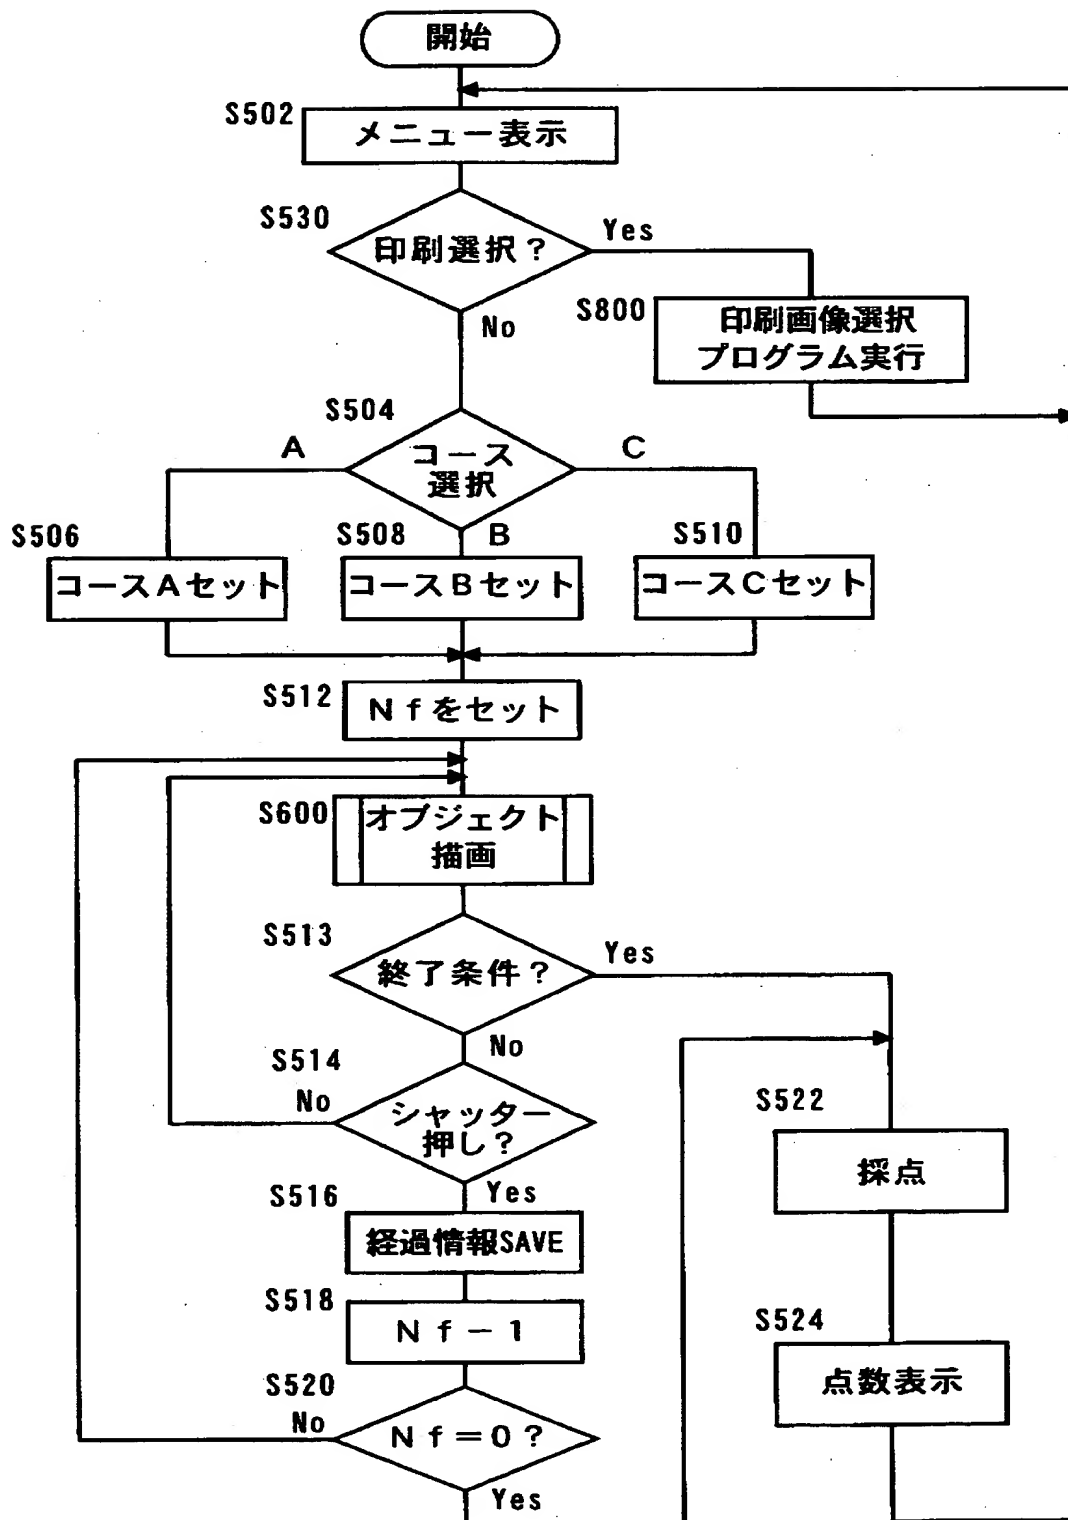 開始
S502
メニュー表示
S530
印刷選択?
Yes
No
S800
印刷画像選択
プログラム実行
S504
コース
選択
A
B
C
S506
コースAセット
S508
コースBセット
S510
コースCセット
S512
Nfをセット
S600
オブジェクト
描画
S513
終了条件?
Yes
No
S514
シャッター
押し?
No
Yes
S516
経過情報SAVE
S518
Nf-1
S520
Nf=0?
No
Yes
S522
採点
S524
点数表示